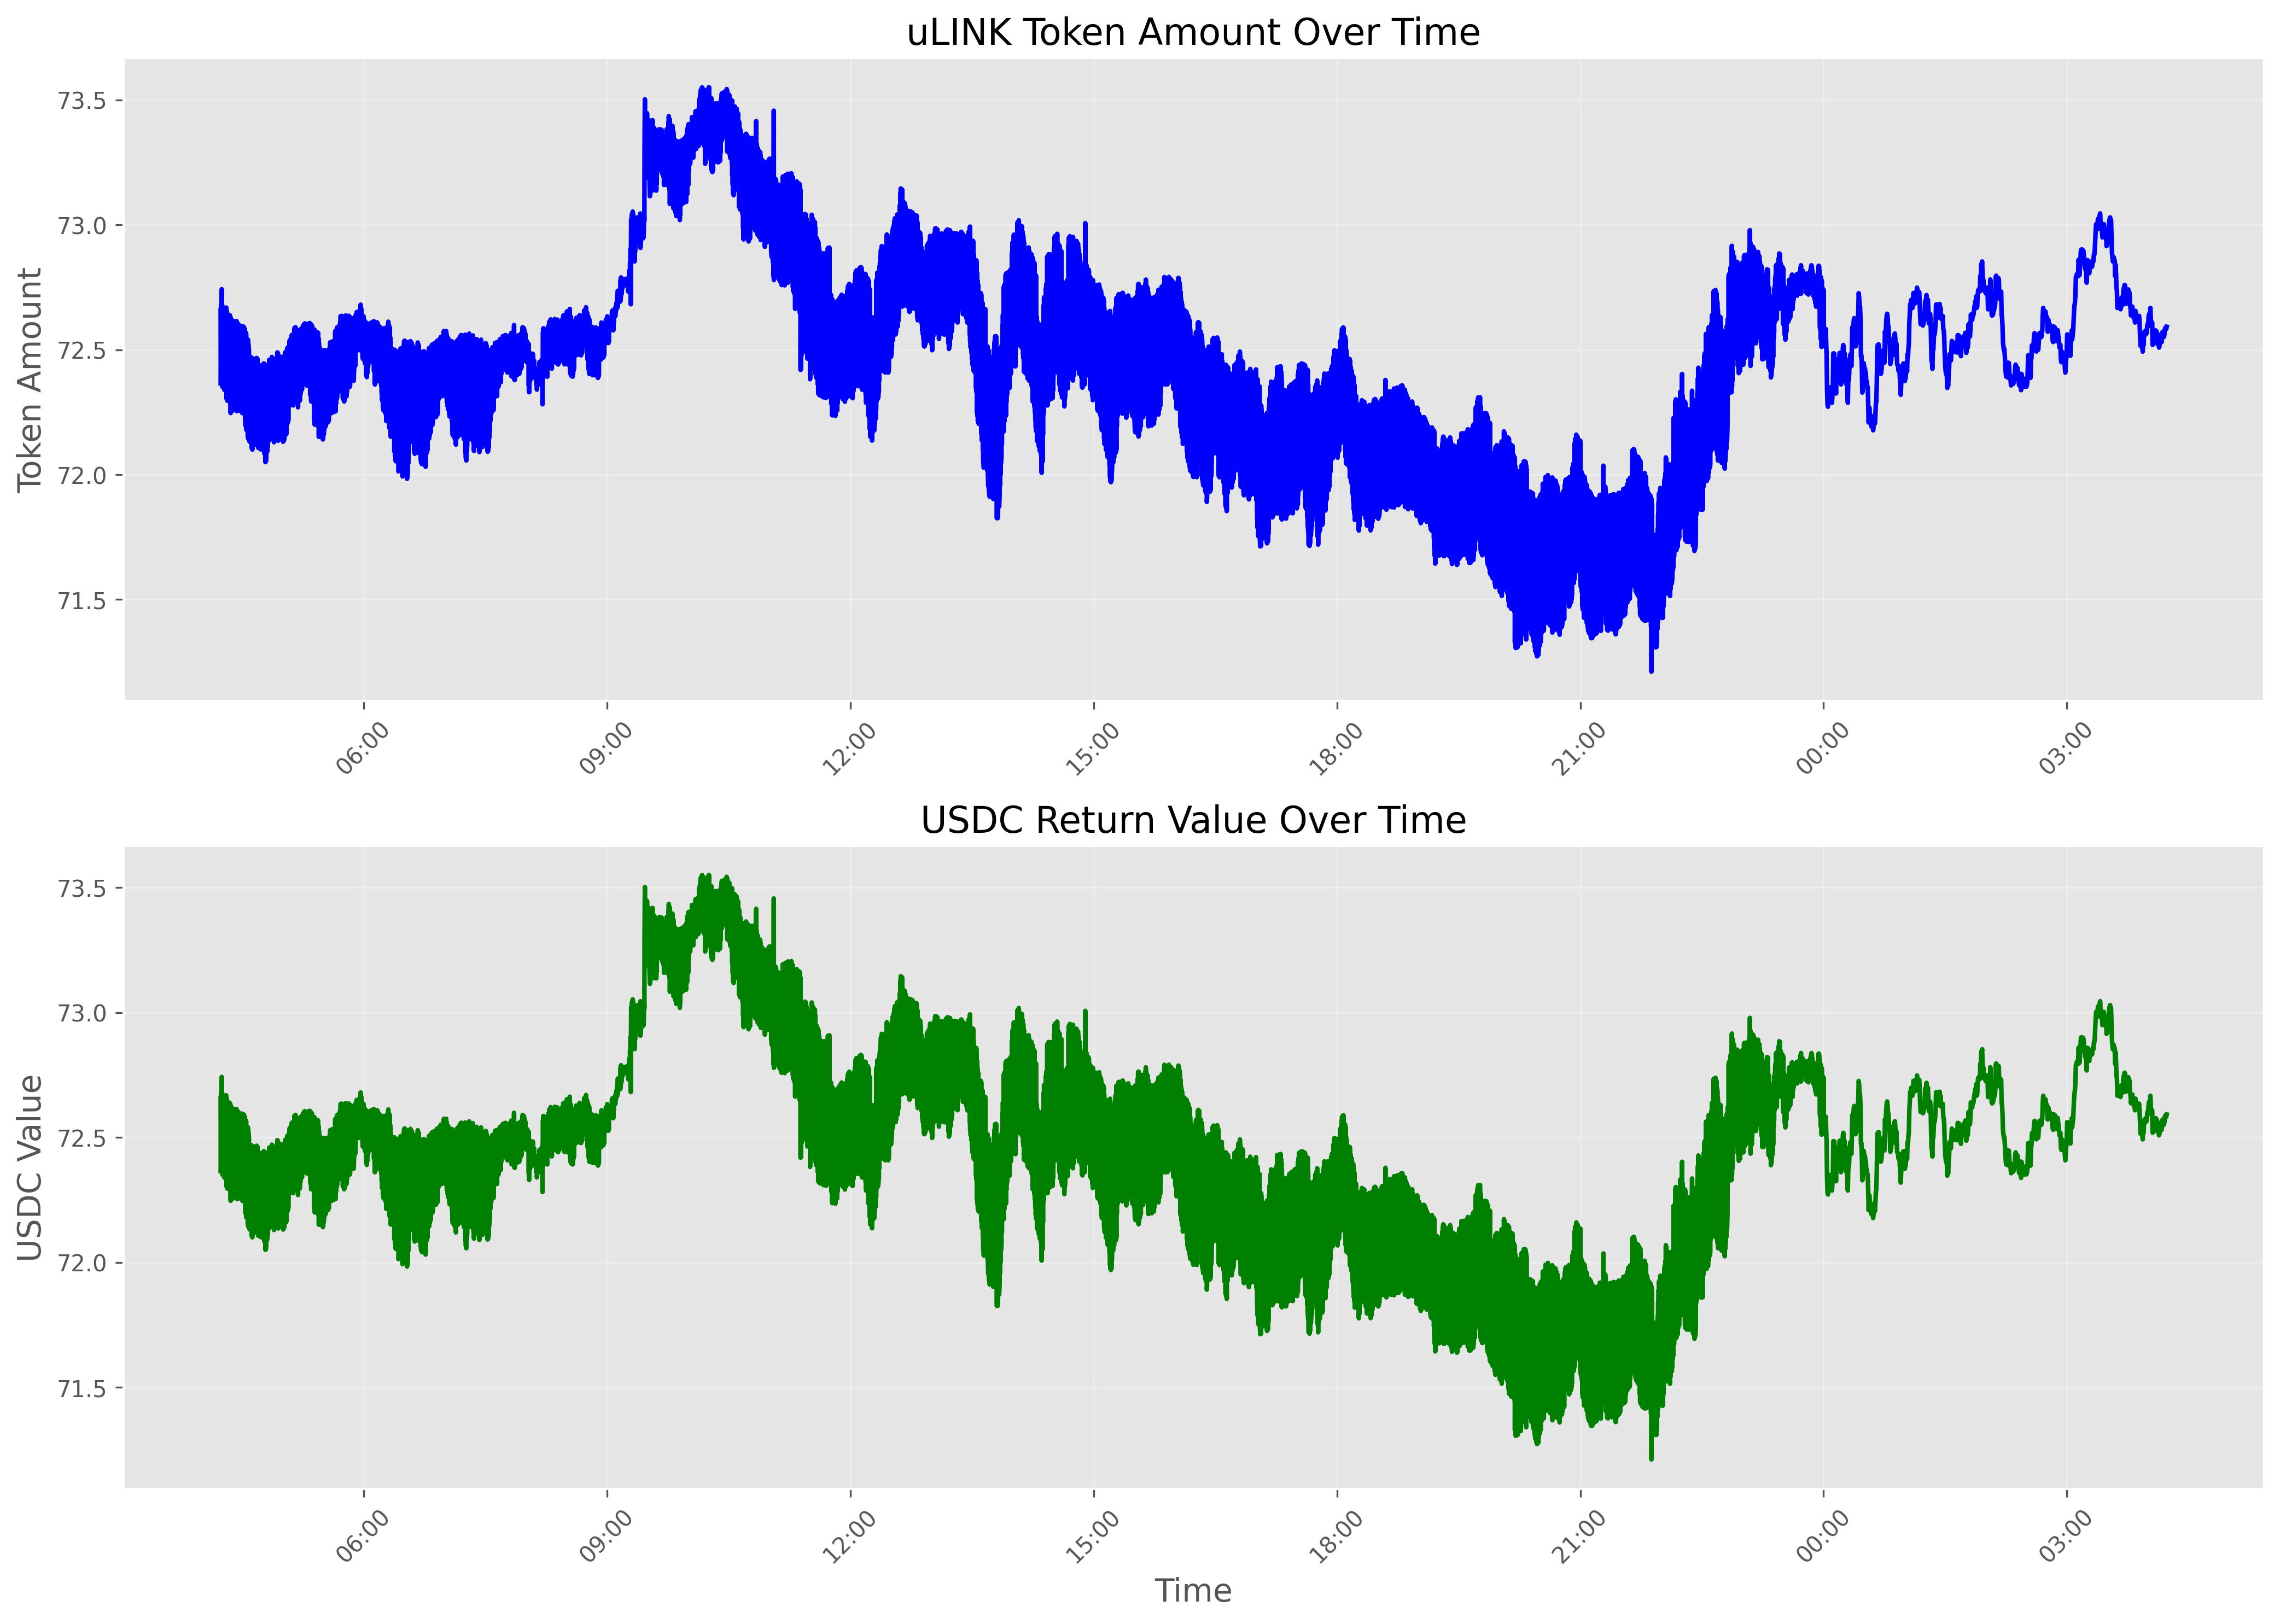 uLINK Token Amount Over Time
Token Amount
73.5
73.0
72.5
72.0
71.5
06:00 09:00 12:00 15:00 18:00 21:00 00:00 03:00
USDC Return Value Over Time
USDC Value
73.5
73.0
72.5
72.0
71.5
06:00 09:00 12:00 15:00 18:00 21:00 00:00 03:00
Time